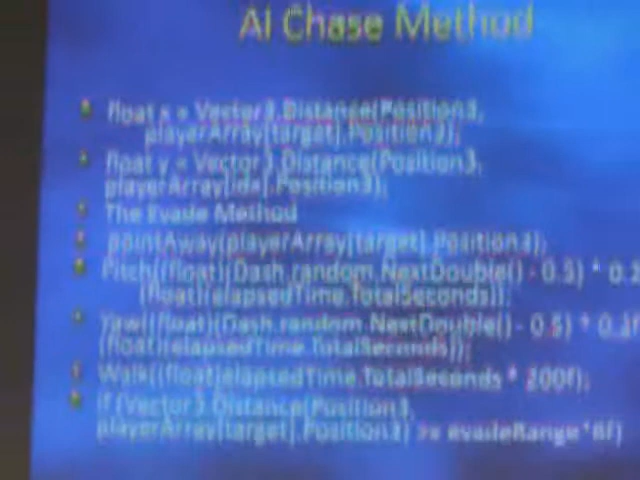 AI Chase Method
float x = Vector3.Distance(Position3,
playerArray[target].Position3);
float y = Vector3.Distance(Position3,
playerArray[idx].Position3);
The Evade Method
pointAway(playerArray[target].Position3);
Pitch((float)(Dash.random.NextDouble() - 0.5) * 0.2
(float)(elapsedTime.TotalSeconds));
Yaw((float)(Dash.random.NextDouble() - 0.5) * 0.2f
(float)(elapsedTime.TotalSeconds));
Walk((float)elapsedTime.TotalSeconds * 200f);
if (Vector3.Distance(Position3,
playerArray[target].Position3) >= evadeRange*6f)